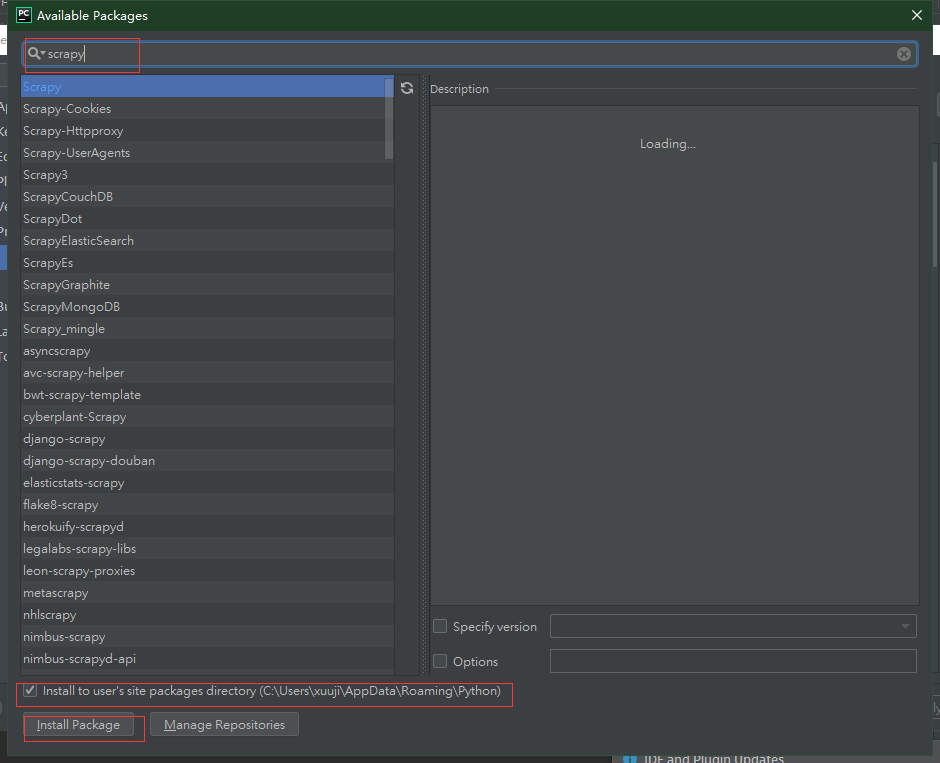 PC Available Packages
scrapy
Scrapy
Scrapy-Cookies
Scrapy-Httpproxy
Scrapy-UserAgents
Scrapy3
ScrapyCouchDB
ScrapyDot
ScrapyElasticSearch
ScrapyEs
ScrapyGraphite
ScrapyMongoDB
Scrapy_mingle
asyncscrapy
avc-scrapy-helper
bwt-scrapy-template
cyberplant-Scrapy
django-scrapy
django-scrapy-douban
elasticstats-scrapy
flake8-scrapy
herokuify-scrapyd
legalabs-scrapy-libs
leon-scrapy-proxies
metascrapy
nhlscrapy
nimbus-scrapy
nimbus-scrapyd-api
Description
Loading...
Specify version
Options
Install to user's site packages directory (C:\Users\xuuji\AppData\Roaming\Python)
Install Package
Manage Repositories
IDE and Plugin Updates